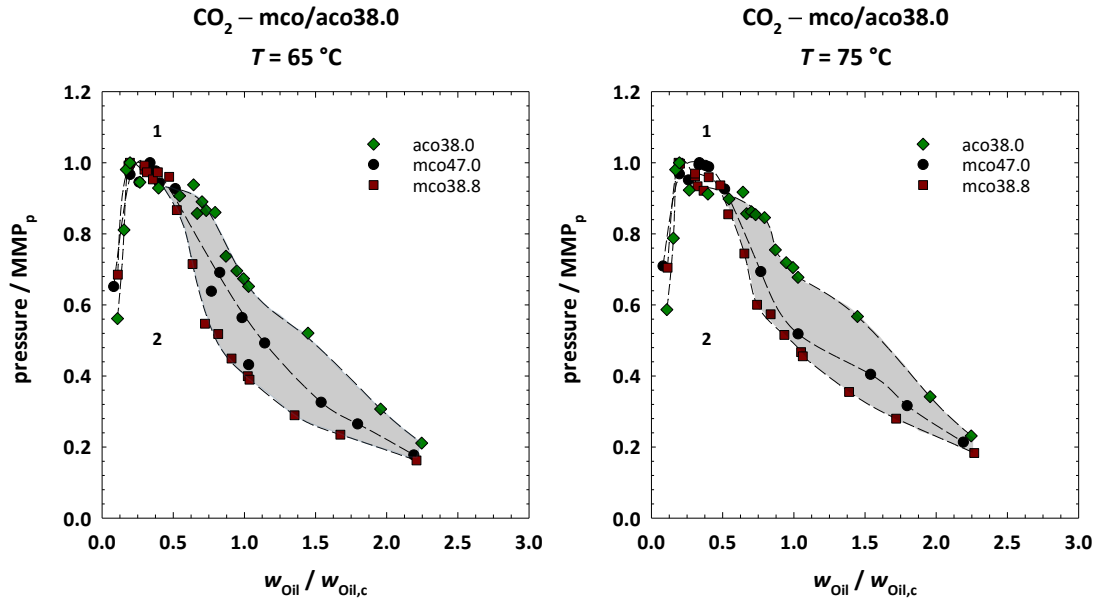 CO2 – mco/aco38.0
T = 65 °C
1.2
1.0
0.8
0.6
0.4
0.2
0.0
pressure / MMPp
1
2
aco38.0
mco47.0
mco38.8
0.0 0.5 1.0 1.5 2.0 2.5 3.0
wOil / wOil,c
CO2 – mco/aco38.0
T = 75 °C
1.2
1.0
0.8
0.6
0.4
0.2
0.0
pressure / MMPp
1
2
aco38.0
mco47.0
mco38.8
0.0 0.5 1.0 1.5 2.0 2.5 3.0
wOil / wOil,c